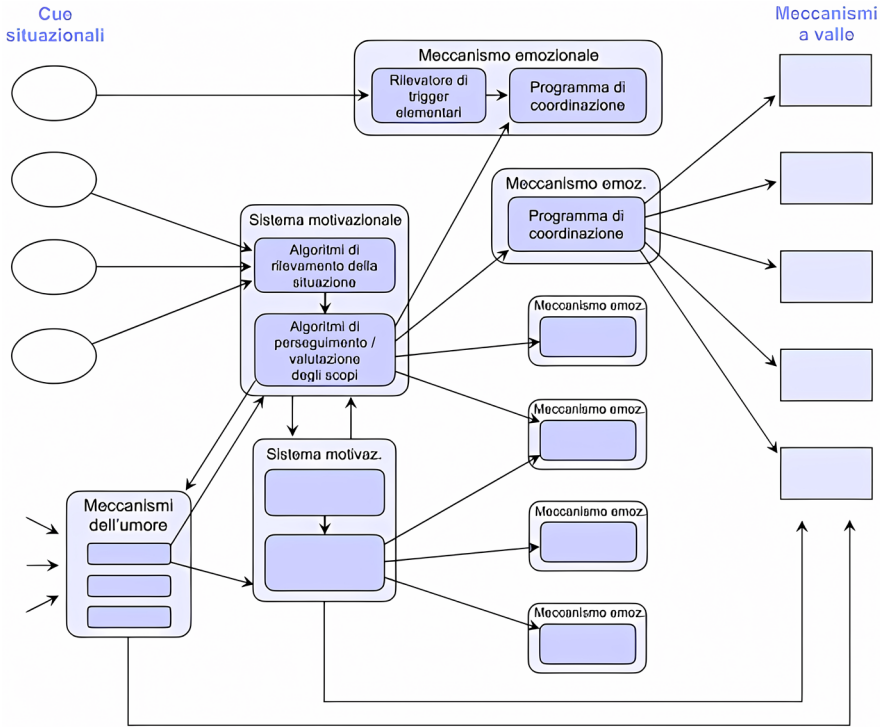 Cue
situazionali
Meccanismi
a valle
Meccanismo emozionale
Rilevatore di
trigger
elementari
Programma di
coordinazione
Meccanismo emoz.
Programma di
coordinazione
Sistema motivazionale
Algoritmi di
rilevamento della
situazione
Algoritmi di
perseguimento /
valutazione
degli scopi
Meccanismo emoz.
Meccanismo emoz.
Sistema motivaz.
Meccanismi
dell'umore
Meccanismo emoz.
Meccanismo emoz.